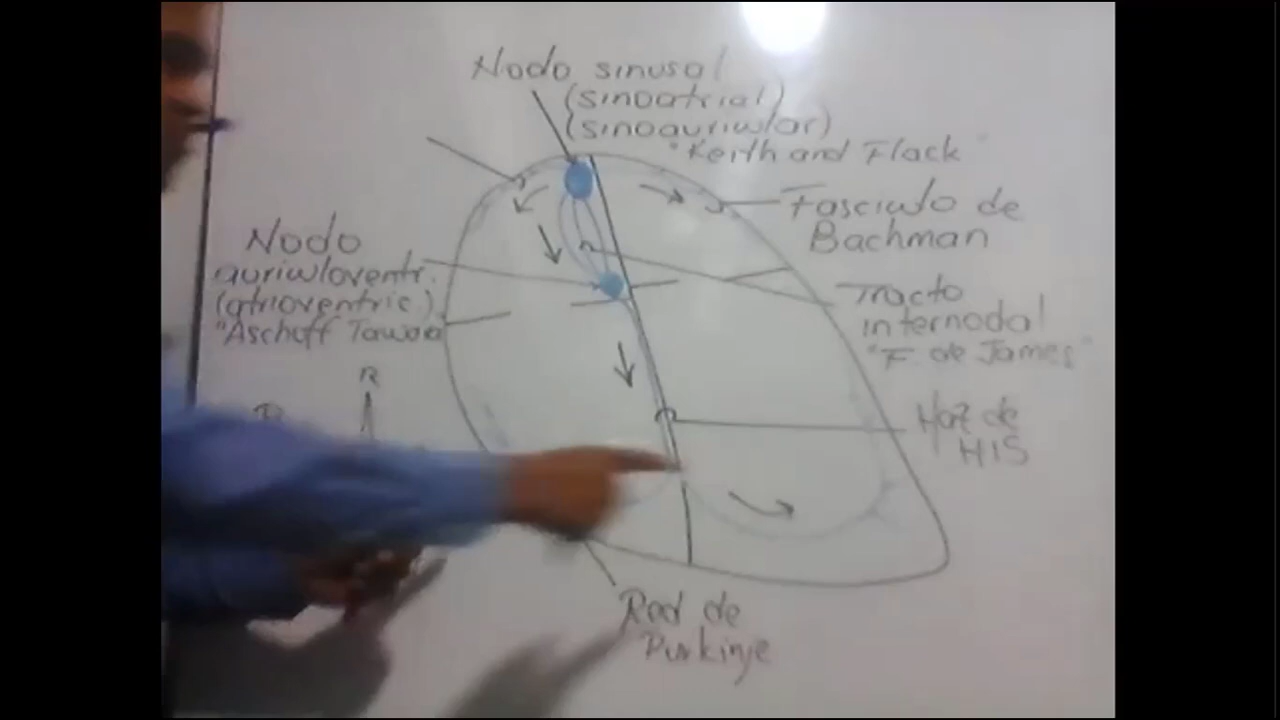 Nodo sinusal
(sinoatrial)
(sinoauricular)
"Keith and Flack"
Fasciculo de
Bachman
Nodo
auriculoventr.
(atrioventric.)
"Aschoff Tawara
Tracto
internodal
"F. de James"
R
Haz de
HIS
Red de
Purkinje